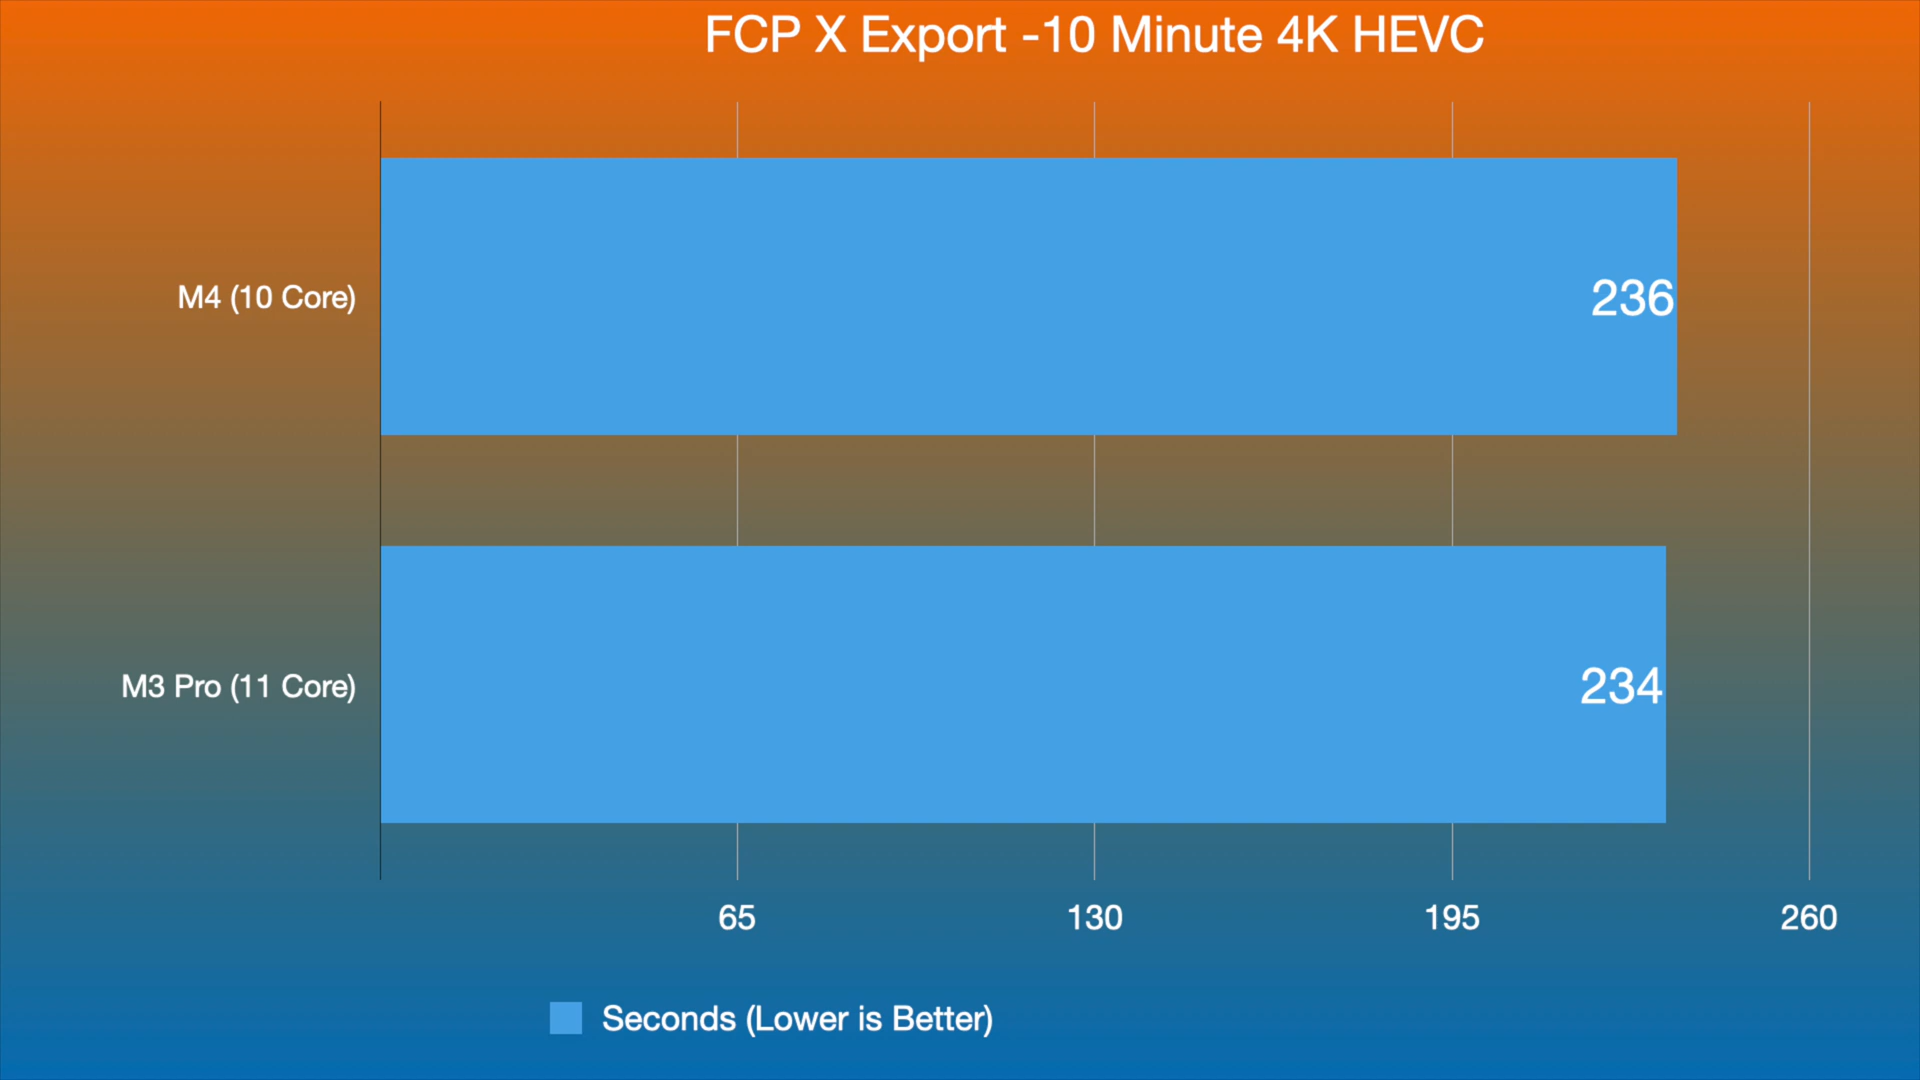 FCP X Export -10 Minute 4K HEVC
M4 (10 Core)
236
M3 Pro (11 Core)
234
65
130
195
260
Seconds (Lower is Better)